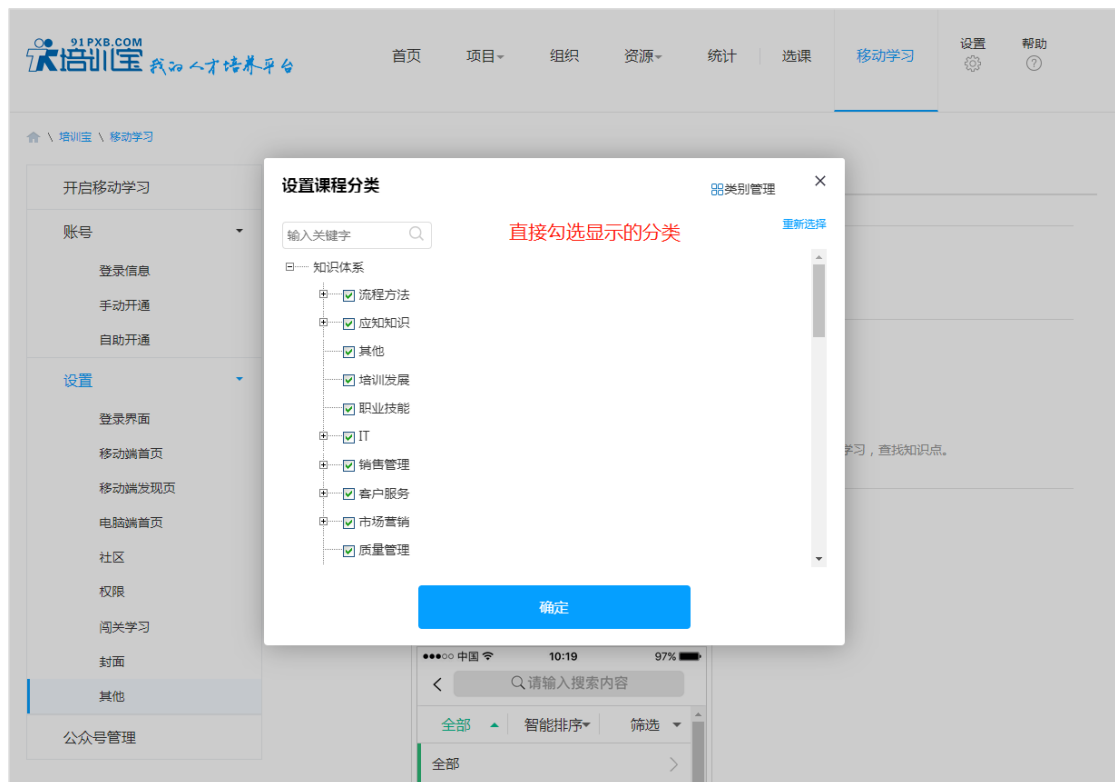 91PXB.COM
培训宝 我的人才培养平台
首页 项目 组织 资源 统计 选课 移动学习 设置 帮助
\ 培训宝 \ 移动学习
开启移动学习
账号
登录信息
手动开通
自助开通
设置
登录界面
移动端首页
移动端发现页
电脑端首页
社区
权限
闯关学习
封面
其他
公众号管理
设置课程分类
类别管理
输入关键字
直接勾选显示的分类
重新选择
知识体系
流程方法
应知知识
其他
培训发展
职业技能
IT
销售管理
客户服务
市场营销
质量管理
确定
学习，查找知识点。
中国 10:19 97%
请输入搜索内容
全部 智能排序 筛选
全部